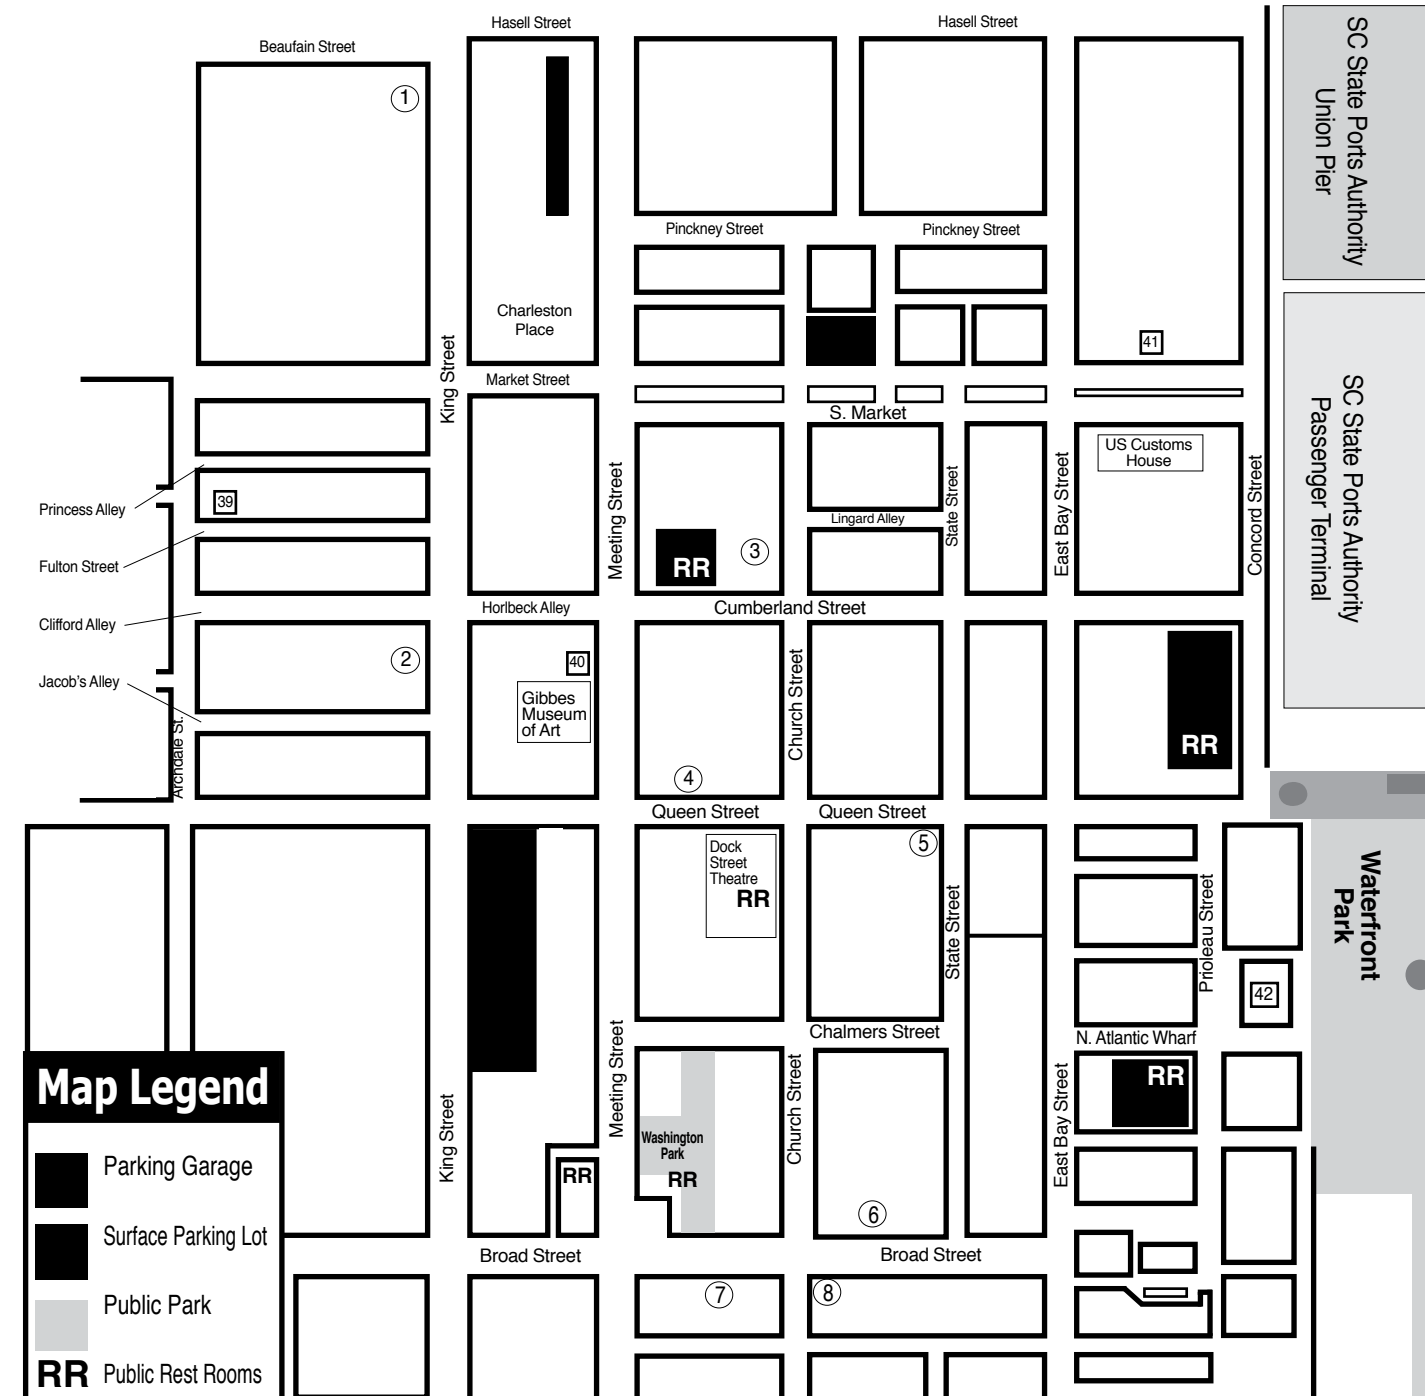 Hasell Street
Hasell Street
Beaufain Street
1
SC State Ports Authority
Union Pier
Pinckney Street
Pinckney Street
Charleston
Place
41
King Street
Market Street
S. Market
SC State Ports Authority
Passenger Terminal
US Customs
House
Meeting Street
State Street
East Bay Street
Concord Street
39
Princess Alley
Lingard Alley
3
RR
Fulton Street
Horlbeck Alley
Cumberland Street
Clifford Alley
2
40
Jacob's Alley
Gibbes
Museum
of Art
Church Street
RR
Archdale St.
4
Queen Street
Queen Street
5
Dock
Street
Theatre
RR
Waterfront
Park
State Street
Prioleau Street
42
Chalmers Street
N. Atlantic Wharf
Meeting Street
Church Street
East Bay Street
King Street
RR
Washington
Park
RR
RR
6
Broad Street
Broad Street
7
8
Map Legend
Parking Garage
Surface Parking Lot
Public Park
RR Public Rest Rooms